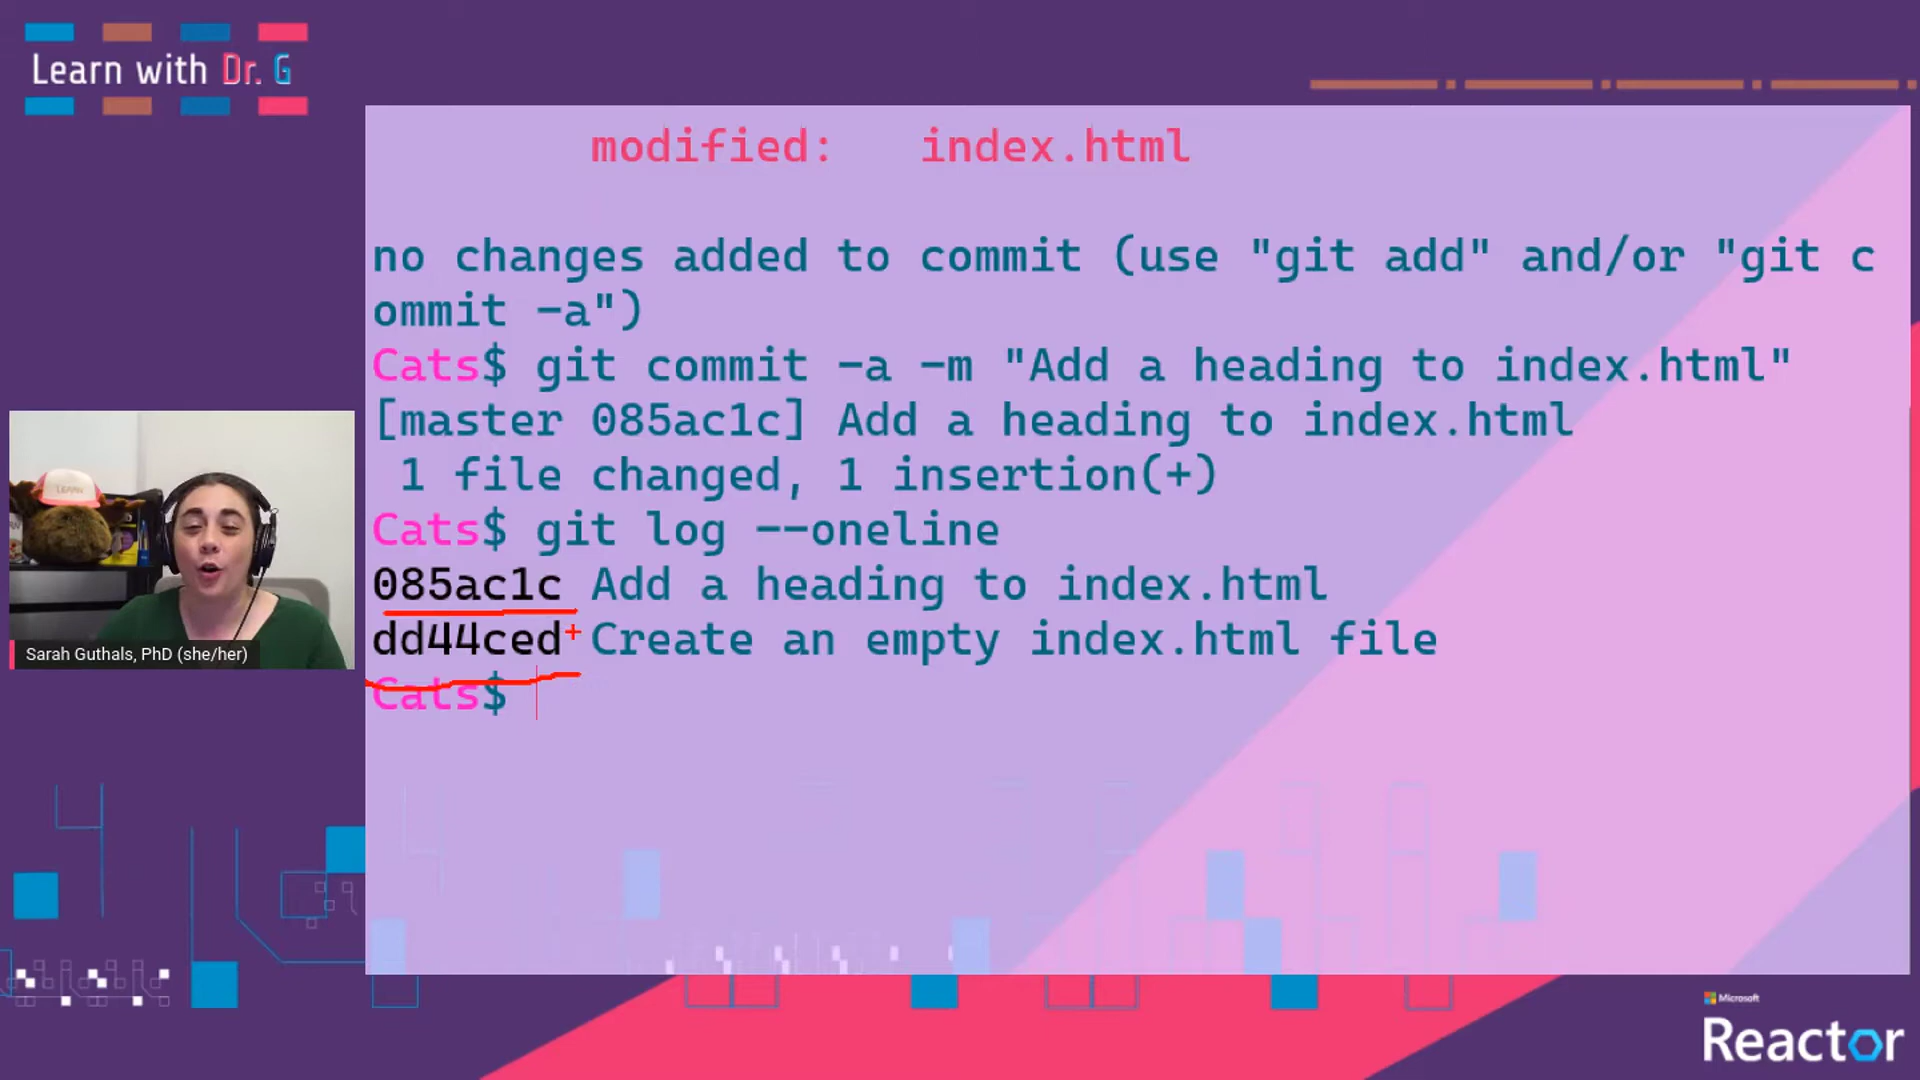 Learn with Dr. G
modified:   index.html
no changes added to commit (use "git add" and/or "git c
ommit -a")
Cats$ git commit -a -m "Add a heading to index.html"
[master 085ac1c] Add a heading to index.html
 1 file changed, 1 insertion(+)
Cats$ git log --oneline
085ac1c Add a heading to index.html
dd44ced Create an empty index.html file
Cats$
LEARN
Sarah Guthals, PhD (she/her)
Microsoft
Reactor